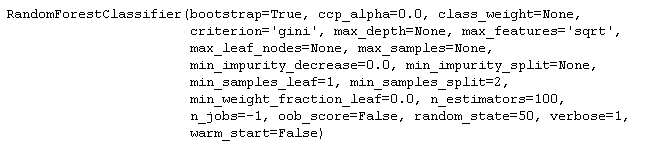 RandomForestClassifier(bootstrap=True, ccp_alpha=0.0, class_weight=None,
criterion='gini', max_depth=None, max_features='sqrt',
max_leaf_nodes=None, max_samples=None,
min_impurity_decrease=0.0, min_impurity_split=None,
min_samples_leaf=1, min_samples_split=2,
min_weight_fraction_leaf=0.0, n_estimators=100,
n_jobs=-1, oob_score=False, random_state=50, verbose=1,
warm_start=False)